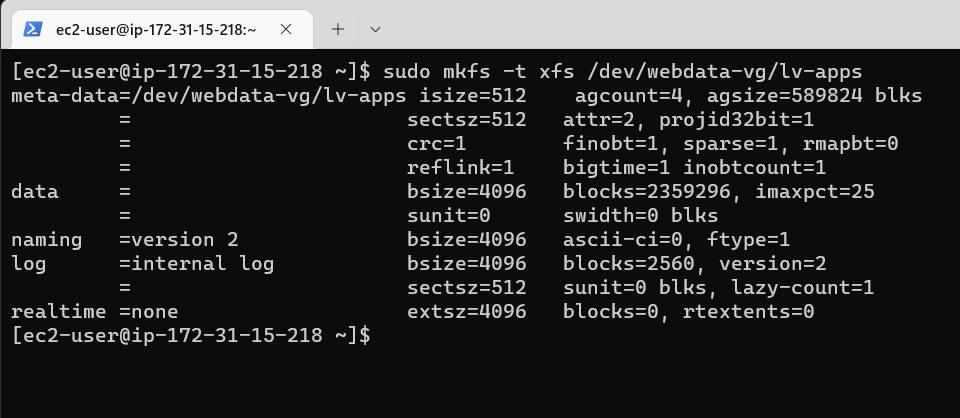 ec2-user@ip-172-31-15-218:~
[ec2-user@ip-172-31-15-218 ~]$ sudo mkfs -t xfs /dev/webdata-vg/lv-apps
meta-data=/dev/webdata-vg/lv-apps isize=512    agcount=4, agsize=589824 blks
         =                       sectsz=512   attr=2, projid32bit=1
         =                       crc=1        finobt=1, sparse=1, rmapbt=0
         =                       reflink=1    bigtime=1 inobtcount=1
data     =                       bsize=4096   blocks=2359296, imaxpct=25
         =                       sunit=0      swidth=0 blks
naming   =version 2              bsize=4096   ascii-ci=0, ftype=1
log      =internal log           bsize=4096   blocks=2560, version=2
         =                       sectsz=512   sunit=0 blks, lazy-count=1
realtime =none                   extsz=4096   blocks=0, rtextents=0
[ec2-user@ip-172-31-15-218 ~]$